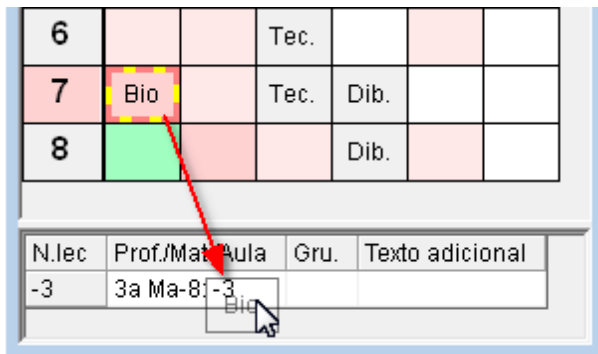 6 Tec.
7 Bio Tec. Dib.
8 Dib.
N.lec Prof./Mat Aula Gru. Texto adicional
-3 3a Ma-8: -3
Bio